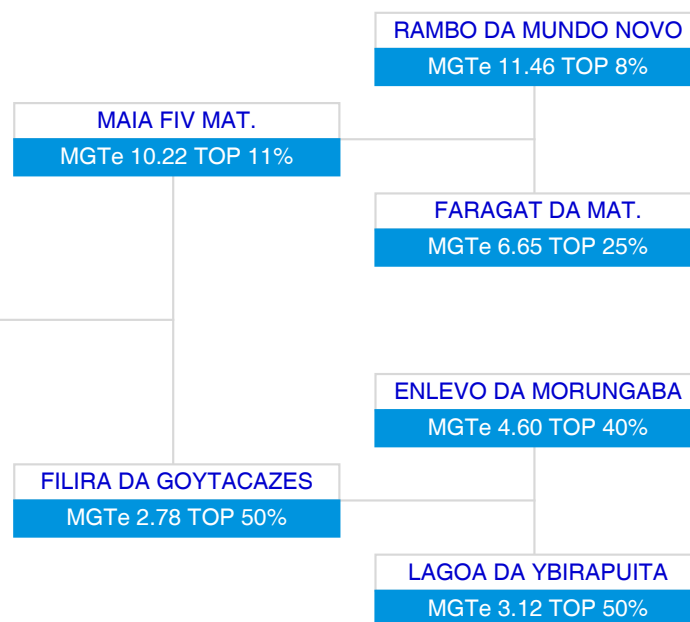 RAMBO DA MUNDO NOVO
MGTe 11.46 TOP 8%
MAIA FIV MAT.
MGTe 10.22 TOP 11%
FARAGAT DA MAT.
MGTe 6.65 TOP 25%
ENLEVO DA MORUNGABA
MGTe 4.60 TOP 40%
FILIRA DA GOYTACAZES
MGTe 2.78 TOP 50%
LAGOA DA YBIRAPUITA
MGTe 3.12 TOP 50%